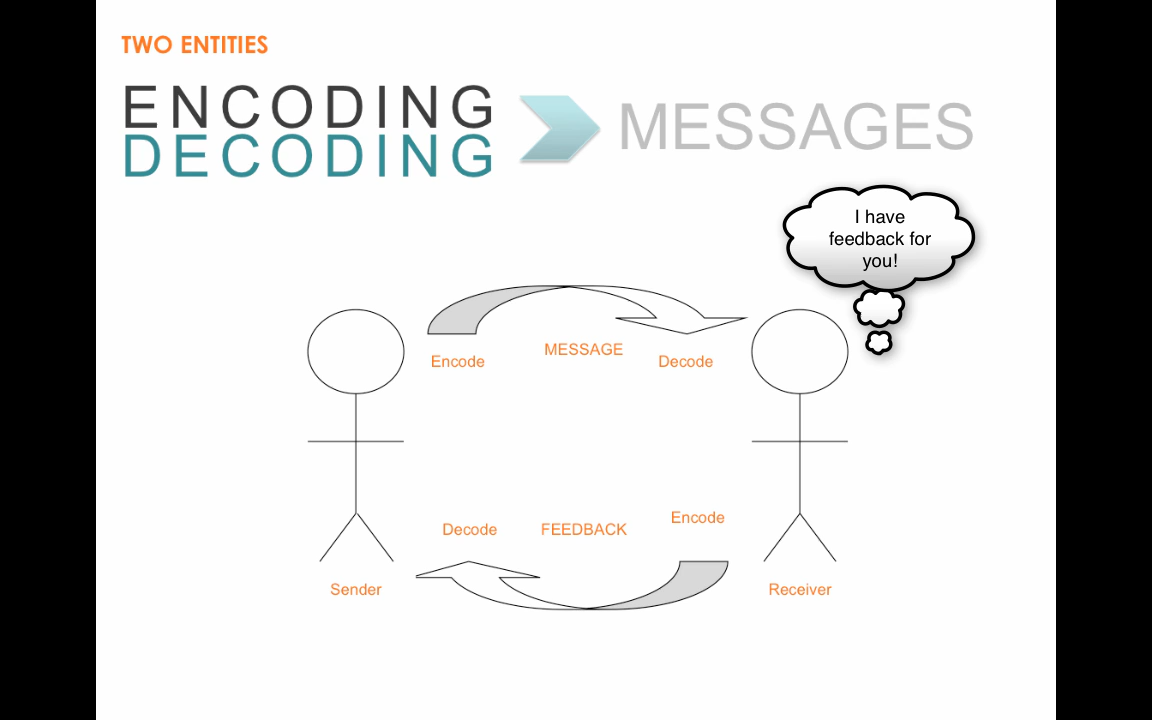 TWO ENTITIES
ENCODING
DECODING
MESSAGES
I have
feedback for
you!
Encode
MESSAGE
Decode
Decode
FEEDBACK
Encode
Sender
Receiver